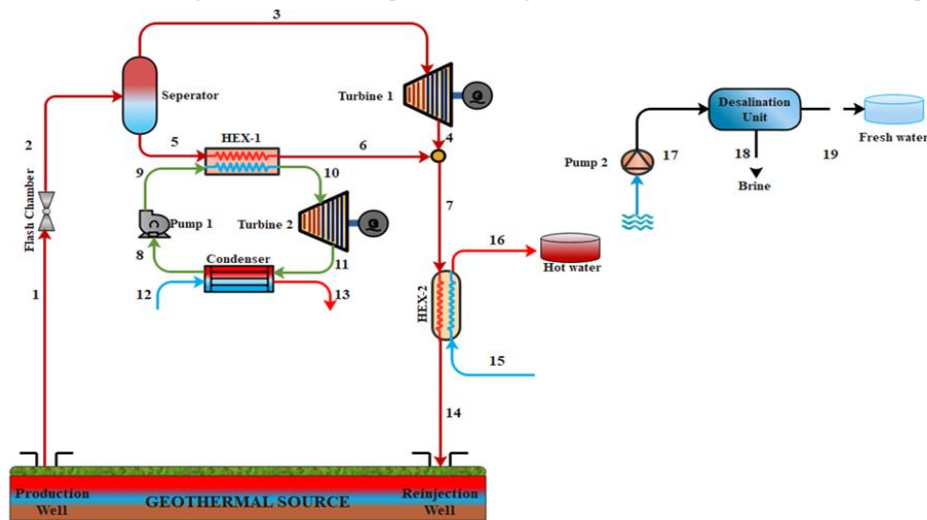 3
Seperator
Turbine 1
G
2
4
Desalination
Unit
Fresh water
HEX-1
5
6
17
18
19
Pump 2
9
10
Brine
Flash Chamber
Pump 1
Turbine 2
G
7
16
8
Condenser
11
Hot water
1
12
13
HEX-2
15
14
Production
Well
GEOTHERMAL SOURCE
Reinjection
Well